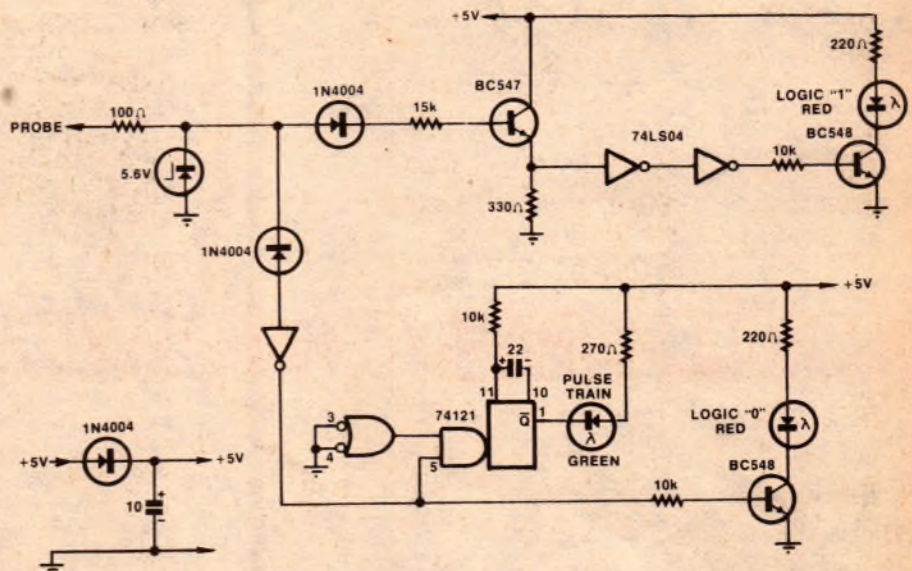 +5V
220Ω
BC547
1N4004
LOGIC "1"
RED
λ
100Ω
15k
PROBE
74LS04
BC548
10k
5.6V
330Ω
1N4004
+5V
10k
220Ω
270Ω
22
+ -
PULSE
TRAIN
11
10
74121
LOGIC "0"
RED
λ
3
4
Q̅
1
λ
GREEN
5
1N4004
BC548
+5V
+5V
10k
10
+
-